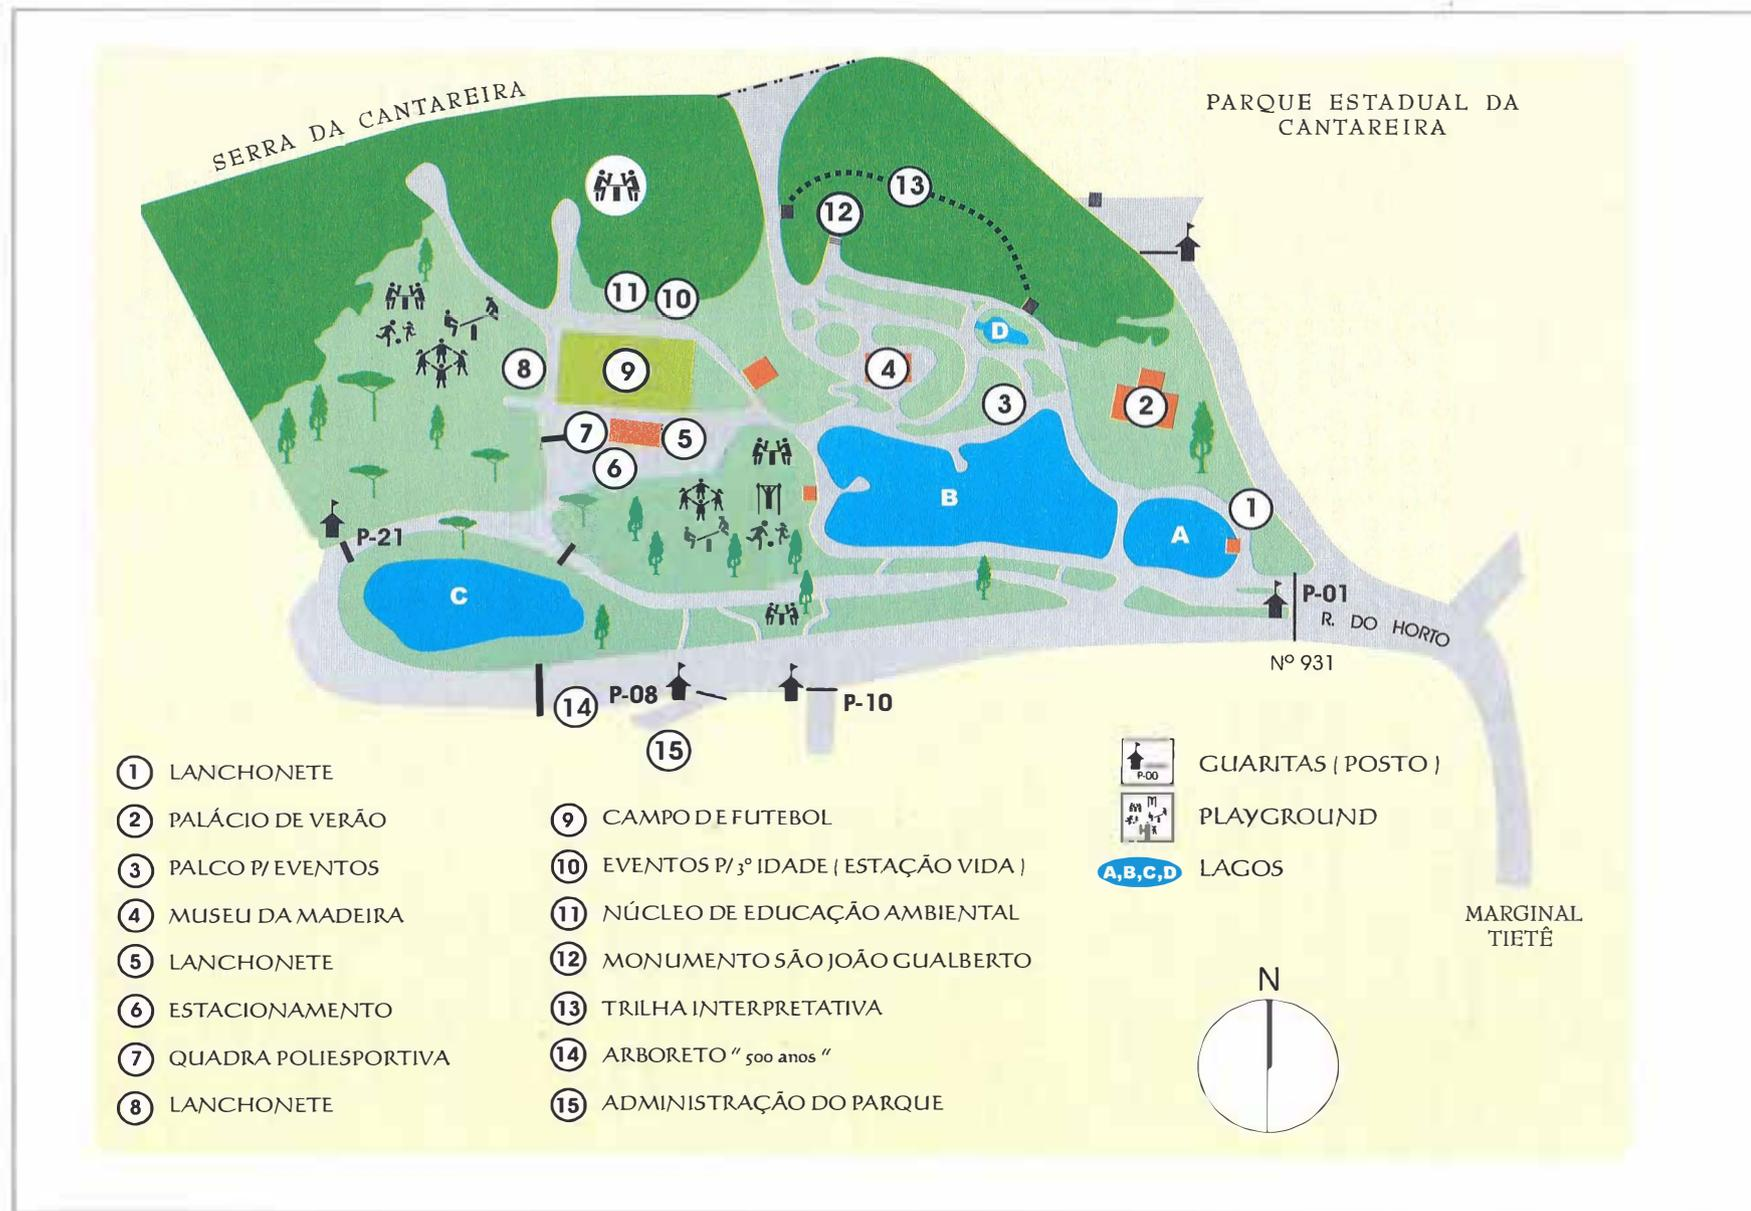 SERRA DA CANTAREIRA
PARQUE ESTADUAL DA
CANTAREIRA
13
12
11
10
D
8
9
4
3
2
7
5
6
B
1
A
P-21
C
P-01
R. DO HORTO
Nº 931
14
P-08
P-10
15
1 LANCHONETE
2 PALÁCIO DE VERÃO
3 PALCO P/ EVENTOS
4 MUSEU DA MADEIRA
5 LANCHONETE
6 ESTACIONAMENTO
7 QUADRA POLIESPORTIVA
8 LANCHONETE
9 CAMPO DE FUTEBOL
10 EVENTOS P/ 3º IDADE ( ESTAÇÃO VIDA )
11 NÚCLEO DE EDUCAÇÃO AMBIENTAL
12 MONUMENTO SÃO JOÃO GUALBERTO
13 TRILHA INTERPRETATIVA
14 ARBORETO " 500 anos "
15 ADMINISTRAÇÃO DO PARQUE
P-00 GUARITAS ( POSTO )
PLAYGROUND
A,B,C,D LAGOS
MARGINAL
TIETÊ
N